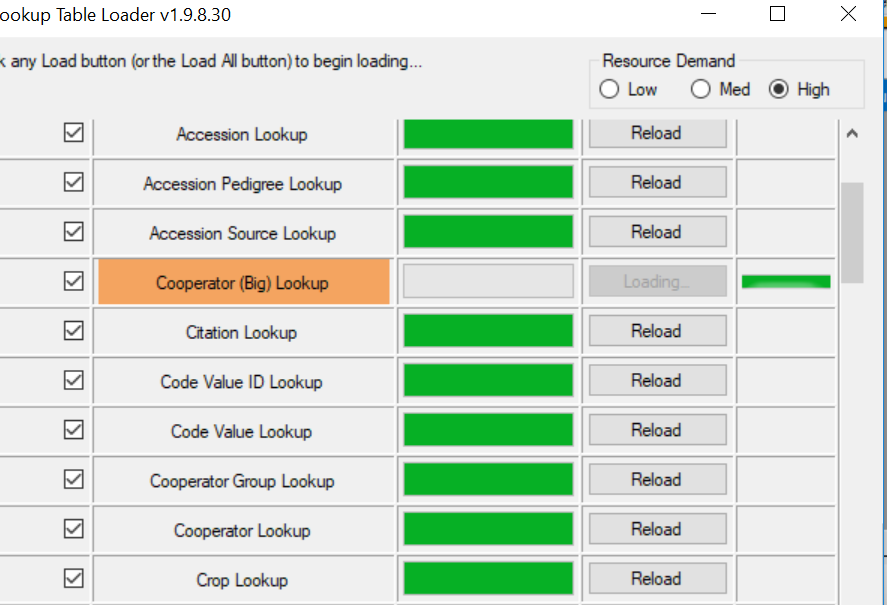 ookup Table Loader v1.9.8.30
k any Load button (or the Load All button) to begin loading...
Resource Demand
Low Med High
Accession Lookup Reload
Accession Pedigree Lookup Reload
Accession Source Lookup Reload
Cooperator (Big) Lookup Loading...
Citation Lookup Reload
Code Value ID Lookup Reload
Code Value Lookup Reload
Cooperator Group Lookup Reload
Cooperator Lookup Reload
Crop Lookup Reload